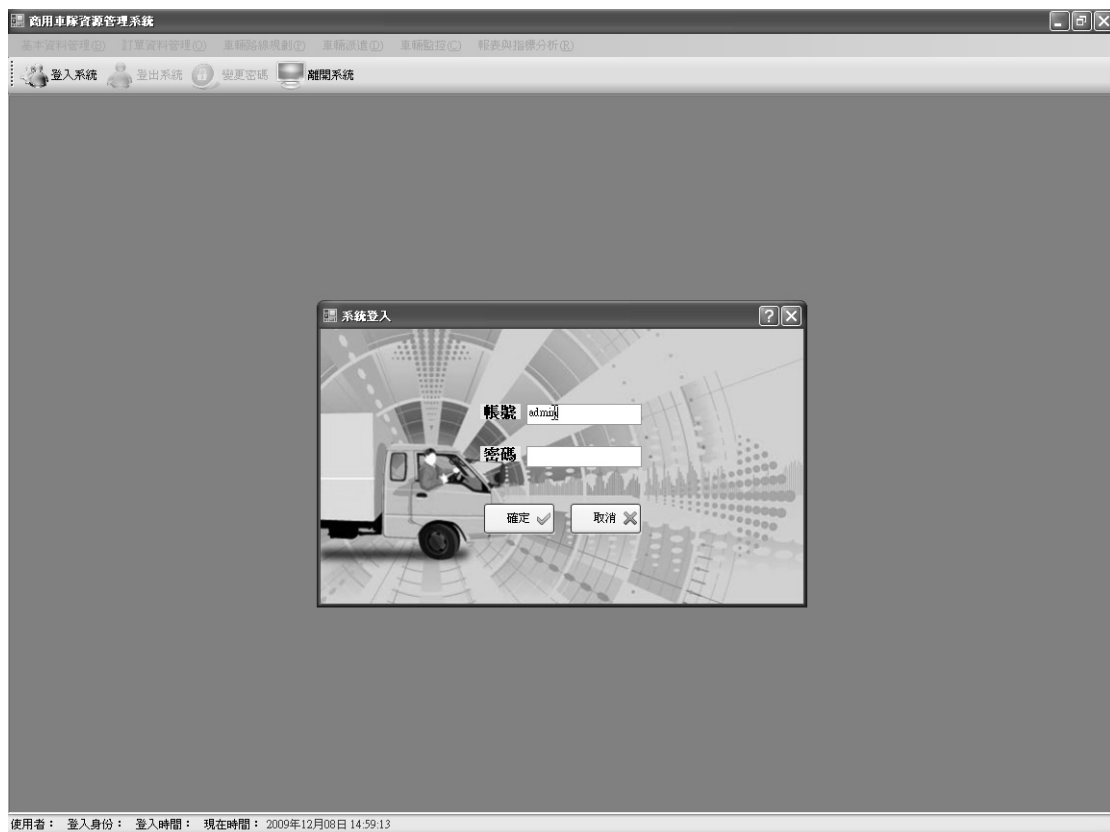 商用車隊資源管理系統
基本資料管理(B) 訂單資料管理(O) 車輛路線規劃(P) 車輛派遣(D) 車輛監控(C) 報表與指標分析(R)
登入系統 登出系統 變更密碼 離開系統
系統登入
帳號 admin
密碼
確定 取消
使用者： 登入身份： 登入時間： 現在時間： 2009年12月08日 14:59:13